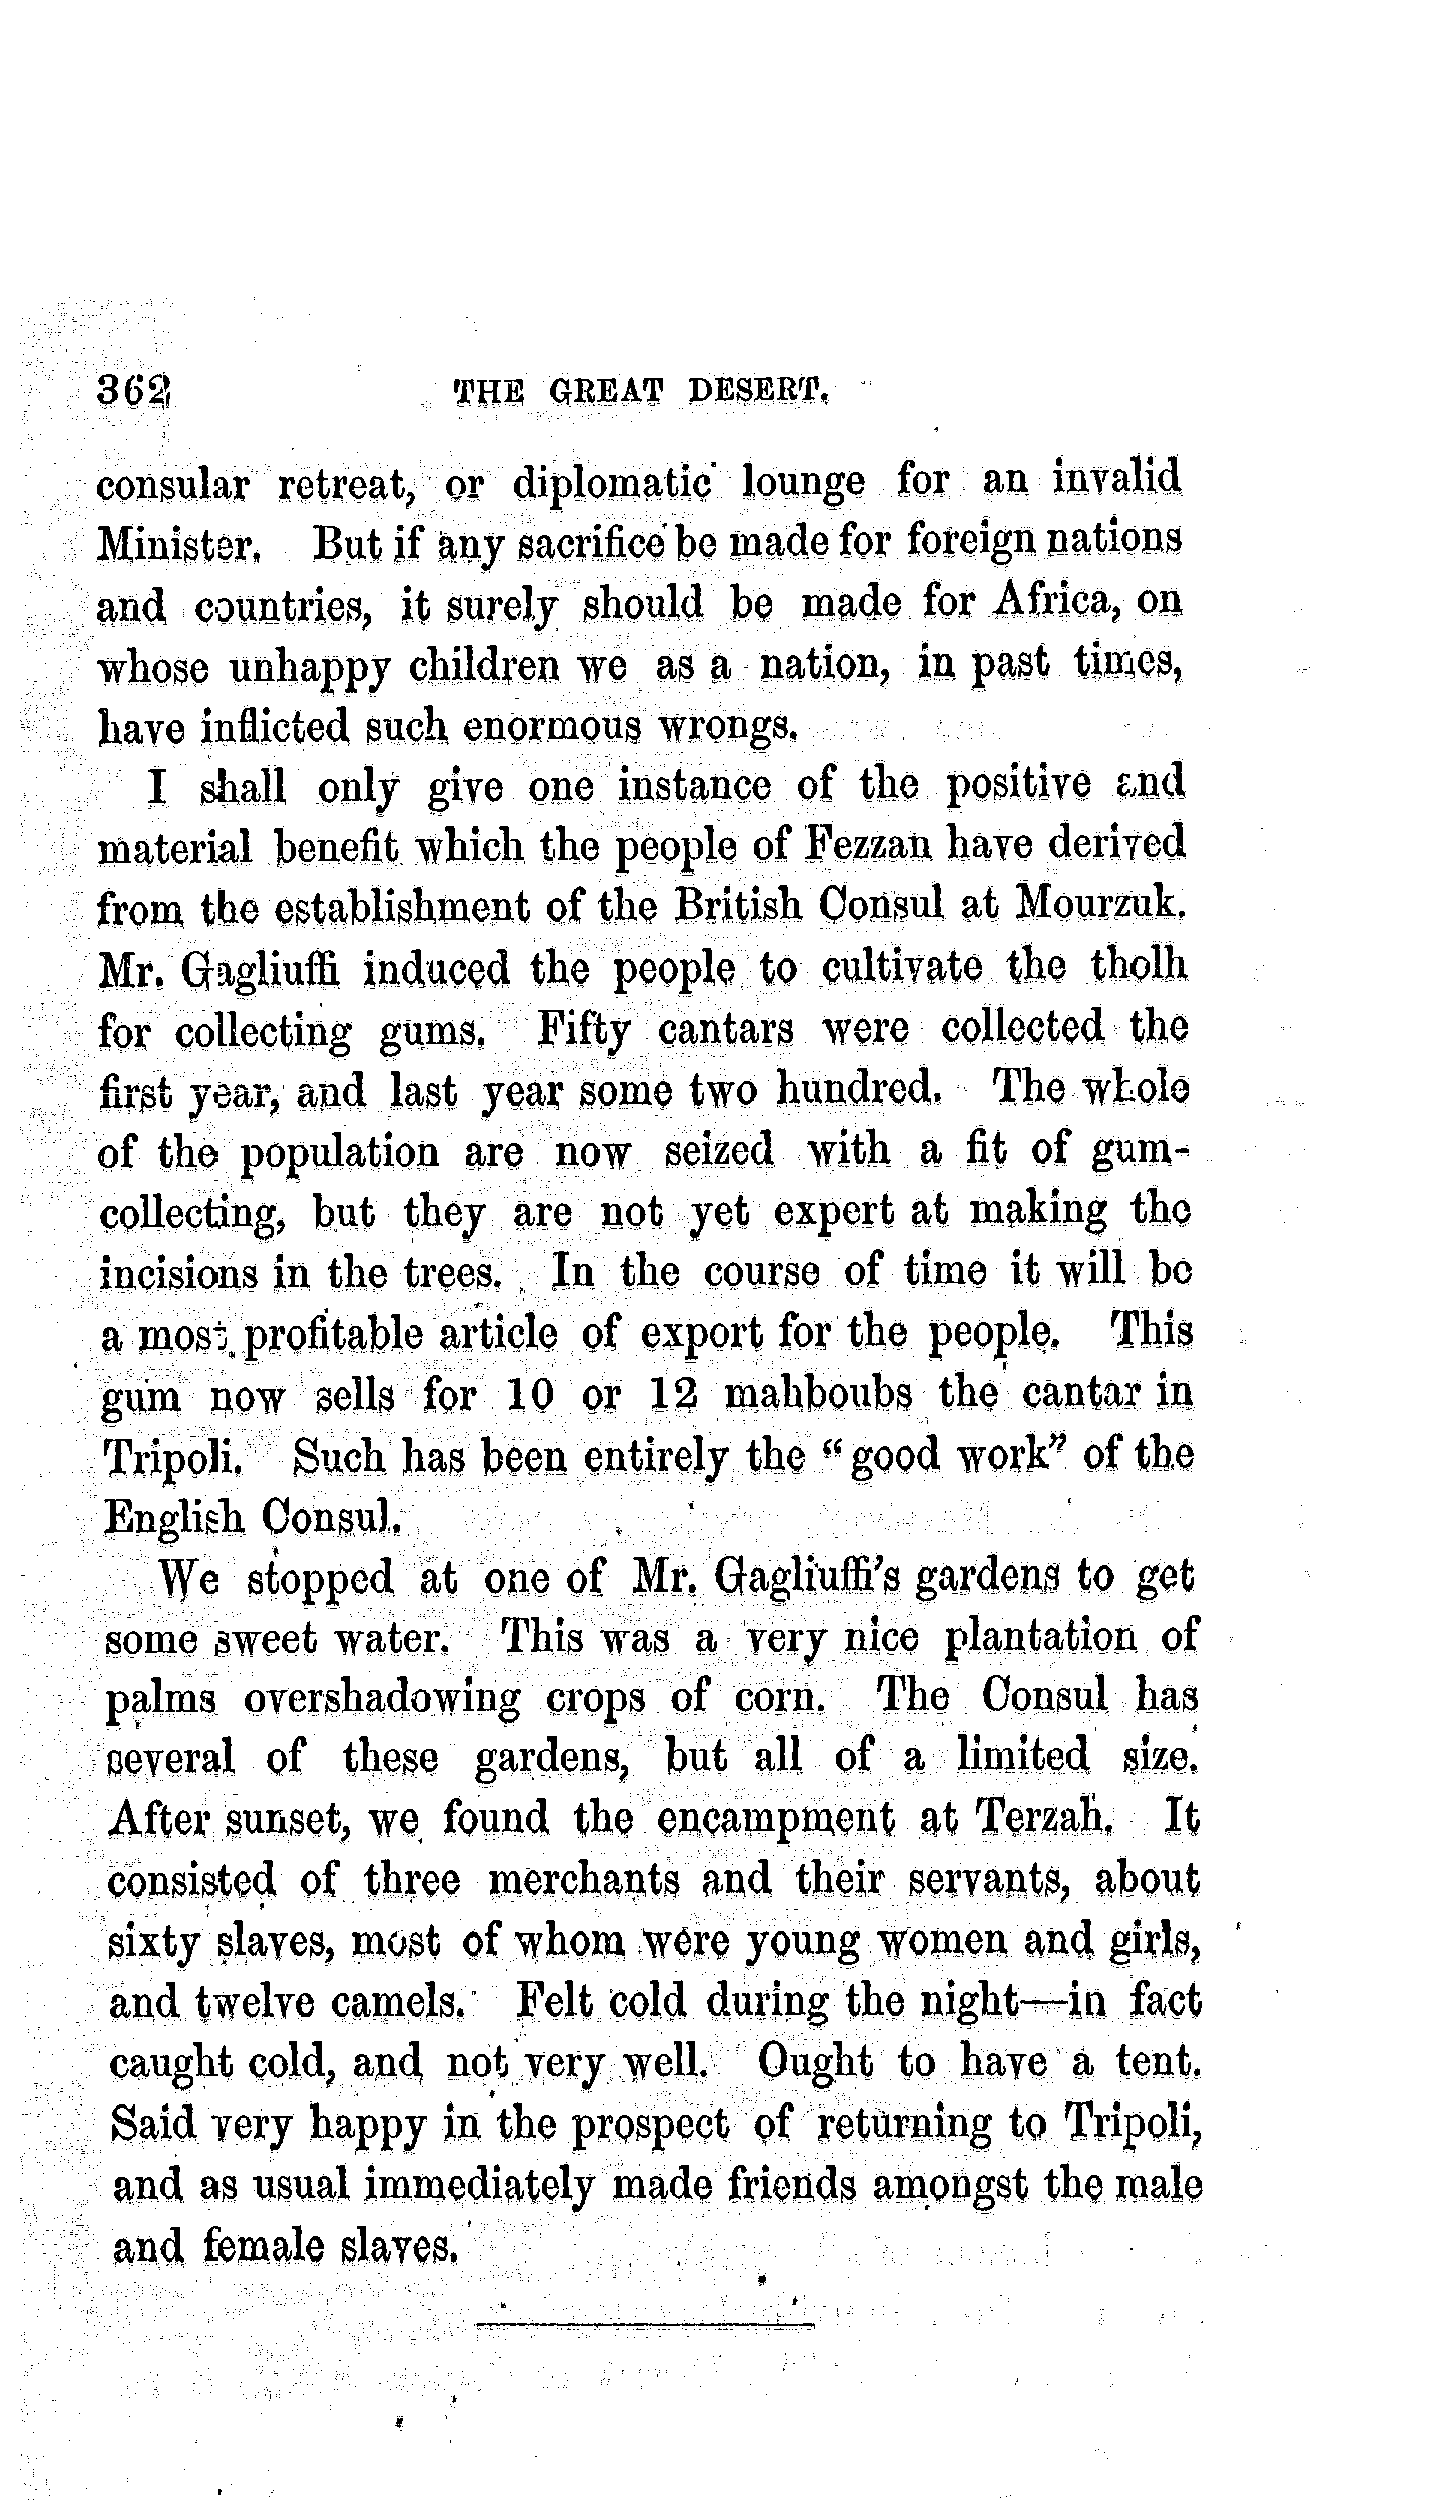 362 THE GREAT DESERT.
consular retreat, or diplomatic lounge for an invalid
Minister. But if any sacrifice be made for foreign nations
and countries, it surely should be made for Africa, on
whose unhappy children we as a nation, in past times,
have inflicted such enormous wrongs.
I shall only give one instance of the positive and
material benefit which the people of Fezzan have derived
from the establishment of the British Consul at Mourzuk.
Mr. Gagliuffi induced the people to cultivate the tholh
for collecting gums. Fifty cantars were collected the
first year, and last year some two hundred. The whole
of the population are now seized with a fit of gum-
collecting, but they are not yet expert at making the
incisions in the trees. In the course of time it will be
a most profitable article of export for the people. This
gum now sells for 10 or 12 mahboubs the cantar in
Tripoli. Such has been entirely the "good work" of the
English Consul.
We stopped at one of Mr. Gagliuffi's gardens to get
some sweet water. This was a very nice plantation of
palms overshadowing crops of corn. The Consul has
several of these gardens, but all of a limited size.
After sunset, we found the encampment at Terzah. It
consisted of three merchants and their servants, about
sixty slaves, most of whom were young women and girls,
and twelve camels. Felt cold during the night—in fact
caught cold, and not very well. Ought to have a tent.
Said very happy in the prospect of returning to Tripoli,
and as usual immediately made friends amongst the male
and female slaves.